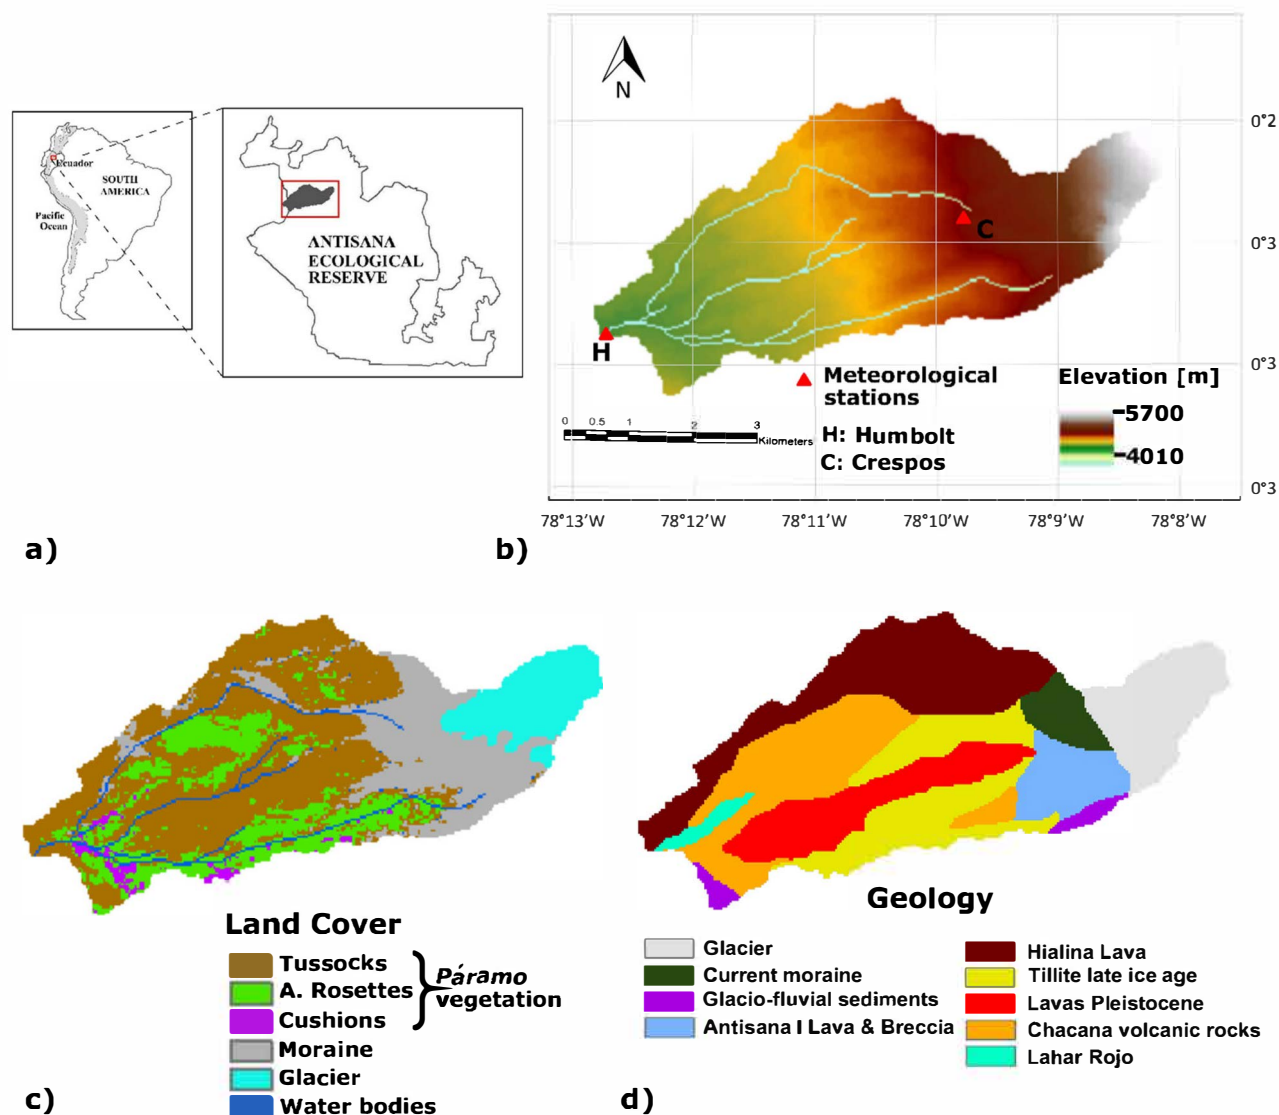 Ecuador
SOUTH
AMERICA
Pacific
Ocean
ANTISANA
ECOLOGICAL
RESERVE
a)
N
C
H
Meteorological
stations
H: Humbolt
C: Crespos
Elevation [m]
5700
4010
0 0.5 1 2 3
Kilometers
0°2
0°3
0°3
0°3
78°13'W 78°12'W 78°11'W 78°10'W 78°9'W 78°8'W
b)
Land Cover
Tussocks
A. Rosettes
Cushions
Páramo
vegetation
Moraine
Glacier
Water bodies
c)
Geology
Glacier
Current moraine
Glacio-fluvial sediments
Antisana I Lava & Breccia
Hialina Lava
Tillite late ice age
Lavas Pleistocene
Chacana volcanic rocks
Lahar Rojo
d)